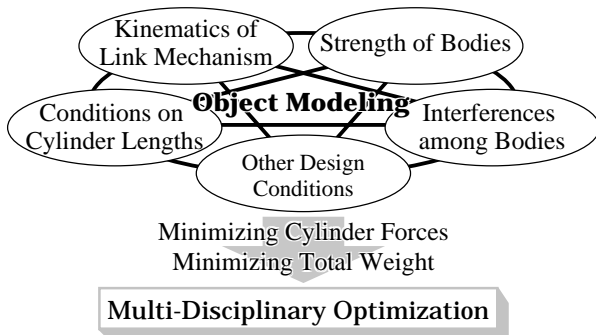 Kinematics of
Link Mechanism
Strength of Bodies
Object Modeling
Conditions on
Cylinder Lengths
Interferences
among Bodies
Other Design
Conditions
Minimizing Cylinder Forces
Minimizing Total Weight
Multi-Disciplinary Optimization